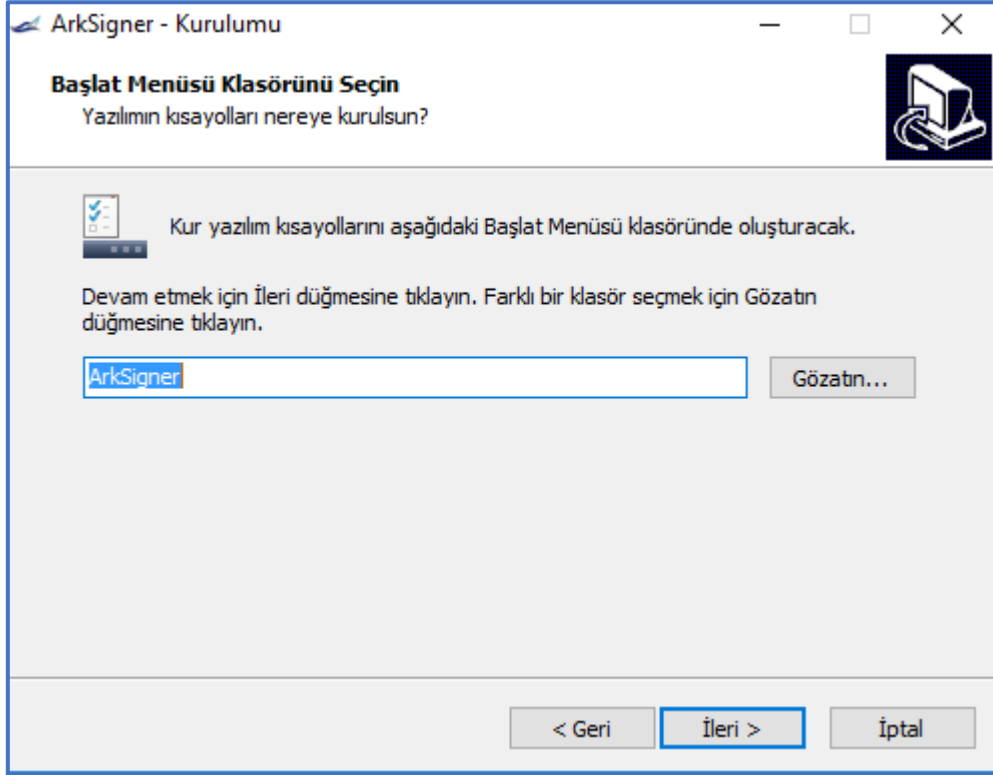 ArkSigner - Kurulumu
Başlat Menüsü Klasörünü Seçin
Yazılımın kısayolları nereye kurulsun?
Kur yazılım kısayollarını aşağıdaki Başlat Menüsü klasöründe oluşturacak.
Devam etmek için İleri düğmesine tıklayın. Farklı bir klasör seçmek için Gözatın
düğmesine tıklayın.
ArkSigner
Gözatın...
< Geri
İleri >
İptal